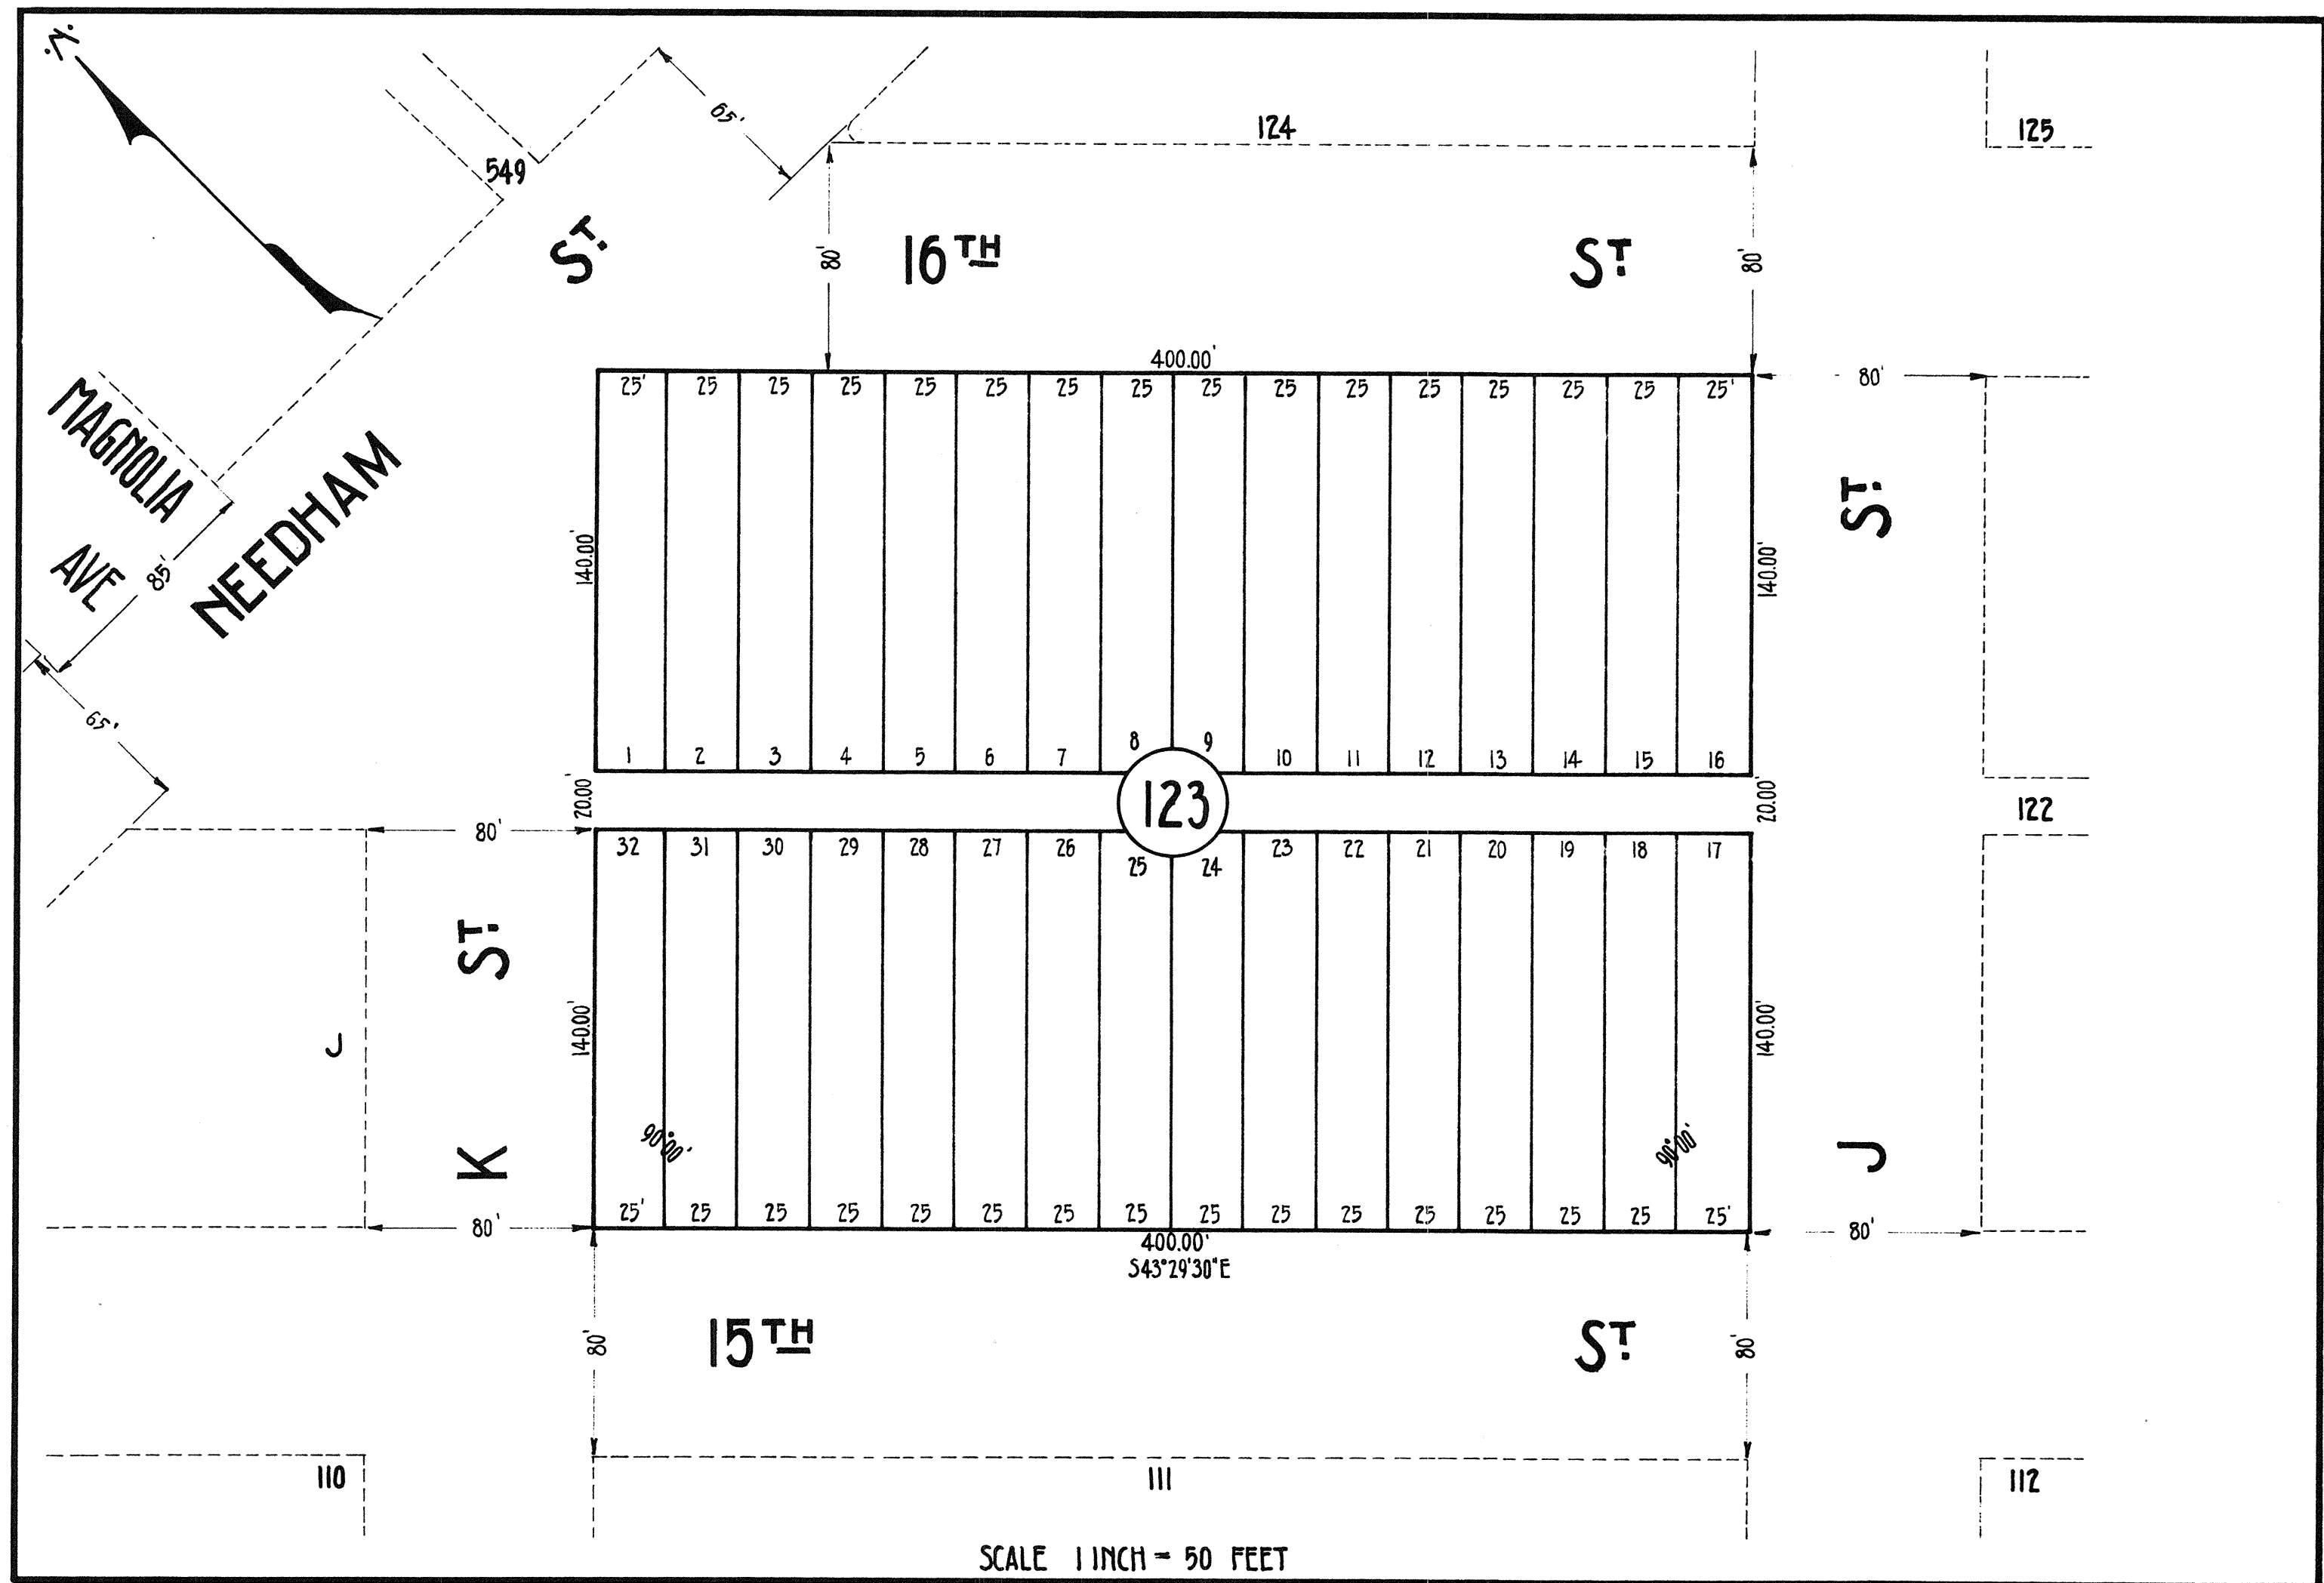 N.
65'
124
125
549
ST.
16TH
ST
80'
80'
400.00'
80'
25' 25 25 25 25 25 25 25 25 25 25 25 25 25 25 25'
MAGNOLIA
AVE
85'
NEEDHAM
ST.
140.00'
140.00'
65'
1 2 3 4 5 6 7 8 9 10 11 12 13 14 15 16
20.00'
123
20.00'
122
80'
32 31 30 29 28 27 26 25 24 23 22 21 20 19 18 17
K ST.
J
140.00'
140.00'
90°00'
90°00'
J
25' 25 25 25 25 25 25 25 25 25 25 25 25 25 25 25'
80'
80'
400.00'
S43°29'30"E
15TH
ST
80'
80'
110
111
112
SCALE 1 INCH = 50 FEET